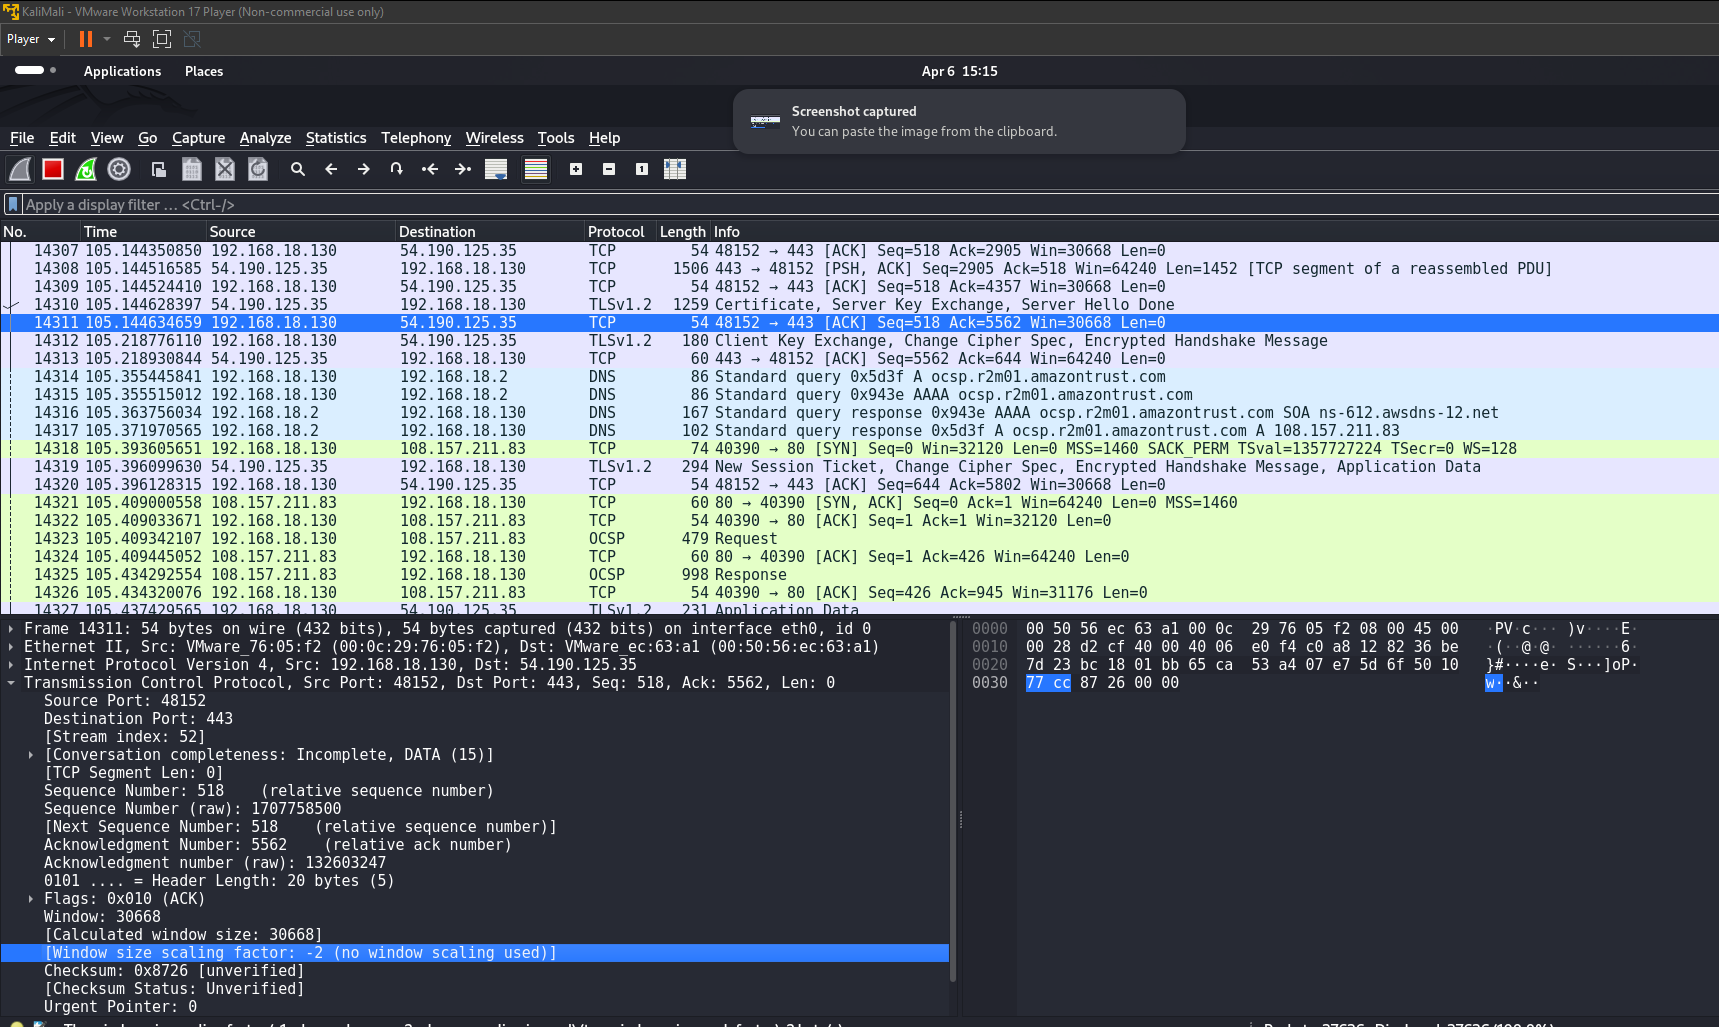 KaliMali - VMware Workstation 17 Player (Non-commercial use only)
Player
Applications Places Apr 6 15:15
Screenshot captured
You can paste the image from the clipboard.
File Edit View Go Capture Analyze Statistics Telephony Wireless Tools Help
Apply a display filter … <Ctrl-/>
No. Time Source Destination Protocol Length Info
14307 105.144350850 192.168.18.130 54.190.125.35 TCP 54 48152 → 443 [ACK] Seq=518 Ack=2905 Win=30668 Len=0
14308 105.144516585 54.190.125.35 192.168.18.130 TCP 1506 443 → 48152 [PSH, ACK] Seq=2905 Ack=518 Win=64240 Len=1452 [TCP segment of a reassembled PDU]
14309 105.144524410 192.168.18.130 54.190.125.35 TCP 54 48152 → 443 [ACK] Seq=518 Ack=4357 Win=30668 Len=0
14310 105.144628397 54.190.125.35 192.168.18.130 TLSv1.2 1259 Certificate, Server Key Exchange, Server Hello Done
14311 105.144634659 192.168.18.130 54.190.125.35 TCP 54 48152 → 443 [ACK] Seq=518 Ack=5562 Win=30668 Len=0
14312 105.218776110 192.168.18.130 54.190.125.35 TLSv1.2 180 Client Key Exchange, Change Cipher Spec, Encrypted Handshake Message
14313 105.218930844 54.190.125.35 192.168.18.130 TCP 60 443 → 48152 [ACK] Seq=5562 Ack=644 Win=64240 Len=0
14314 105.355445841 192.168.18.130 192.168.18.2 DNS 86 Standard query 0x5d3f A ocsp.r2m01.amazontrust.com
14315 105.355515012 192.168.18.130 192.168.18.2 DNS 86 Standard query 0x943e AAAA ocsp.r2m01.amazontrust.com
14316 105.363756034 192.168.18.2 192.168.18.130 DNS 167 Standard query response 0x943e AAAA ocsp.r2m01.amazontrust.com SOA ns-612.awsdns-12.net
14317 105.371970565 192.168.18.2 192.168.18.130 DNS 102 Standard query response 0x5d3f A ocsp.r2m01.amazontrust.com A 108.157.211.83
14318 105.393605651 192.168.18.130 108.157.211.83 TCP 74 40390 → 80 [SYN] Seq=0 Win=32120 Len=0 MSS=1460 SACK_PERM TSval=1357727224 TSecr=0 WS=128
14319 105.396099630 54.190.125.35 192.168.18.130 TLSv1.2 294 New Session Ticket, Change Cipher Spec, Encrypted Handshake Message, Application Data
14320 105.396128315 192.168.18.130 54.190.125.35 TCP 54 48152 → 443 [ACK] Seq=644 Ack=5802 Win=30668 Len=0
14321 105.409000558 108.157.211.83 192.168.18.130 TCP 60 80 → 40390 [SYN, ACK] Seq=0 Ack=1 Win=64240 Len=0 MSS=1460
14322 105.409033671 192.168.18.130 108.157.211.83 TCP 54 40390 → 80 [ACK] Seq=1 Ack=1 Win=32120 Len=0
14323 105.409342107 192.168.18.130 108.157.211.83 OCSP 479 Request
14324 105.409445052 108.157.211.83 192.168.18.130 TCP 60 80 → 40390 [ACK] Seq=1 Ack=426 Win=64240 Len=0
14325 105.434292554 108.157.211.83 192.168.18.130 OCSP 998 Response
14326 105.434320076 192.168.18.130 108.157.211.83 TCP 54 40390 → 80 [ACK] Seq=426 Ack=945 Win=31176 Len=0
14327 105.437429565 192.168.18.130 54.190.125.35 TLSv1.2 231 Application Data
Frame 14311: 54 bytes on wire (432 bits), 54 bytes captured (432 bits) on interface eth0, id 0
Ethernet II, Src: VMware_76:05:f2 (00:0c:29:76:05:f2), Dst: VMware_ec:63:a1 (00:50:56:ec:63:a1)
Internet Protocol Version 4, Src: 192.168.18.130, Dst: 54.190.125.35
Transmission Control Protocol, Src Port: 48152, Dst Port: 443, Seq: 518, Ack: 5562, Len: 0
Source Port: 48152
Destination Port: 443
[Stream index: 52]
[Conversation completeness: Incomplete, DATA (15)]
[TCP Segment Len: 0]
Sequence Number: 518 (relative sequence number)
Sequence Number (raw): 1707758500
[Next Sequence Number: 518 (relative sequence number)]
Acknowledgment Number: 5562 (relative ack number)
Acknowledgment number (raw): 132603247
0101 .... = Header Length: 20 bytes (5)
Flags: 0x010 (ACK)
Window: 30668
[Calculated window size: 30668]
[Window size scaling factor: -2 (no window scaling used)]
Checksum: 0x8726 [unverified]
[Checksum Status: Unverified]
Urgent Pointer: 0
0000 00 50 56 ec 63 a1 00 0c 29 76 05 f2 08 00 45 00 ·PV·c··· )v····E·
0010 00 28 d2 cf 40 00 40 06 e0 f4 c0 a8 12 82 36 be ·(··@·@· ······6·
0020 7d 23 bc 18 01 bb 65 ca 53 a4 07 e7 5d 6f 50 10 }#····e· S···]oP·
0030 77 cc 87 26 00 00 w··&··